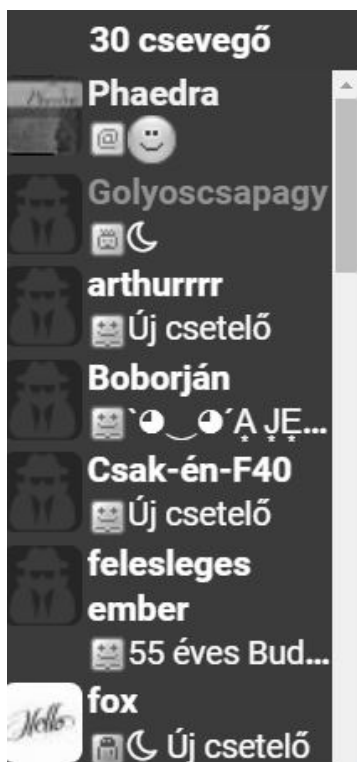 30 csevegő
Phaedra
@
Golyoscsapagy
arthurrrr
Új csetelő
Boborján
`◕‿◕´A̤ J̤E̤...
Csak-én-F40
Új csetelő
felesleges
ember
55 éves Bud...
fox
Hello
Új csetelő